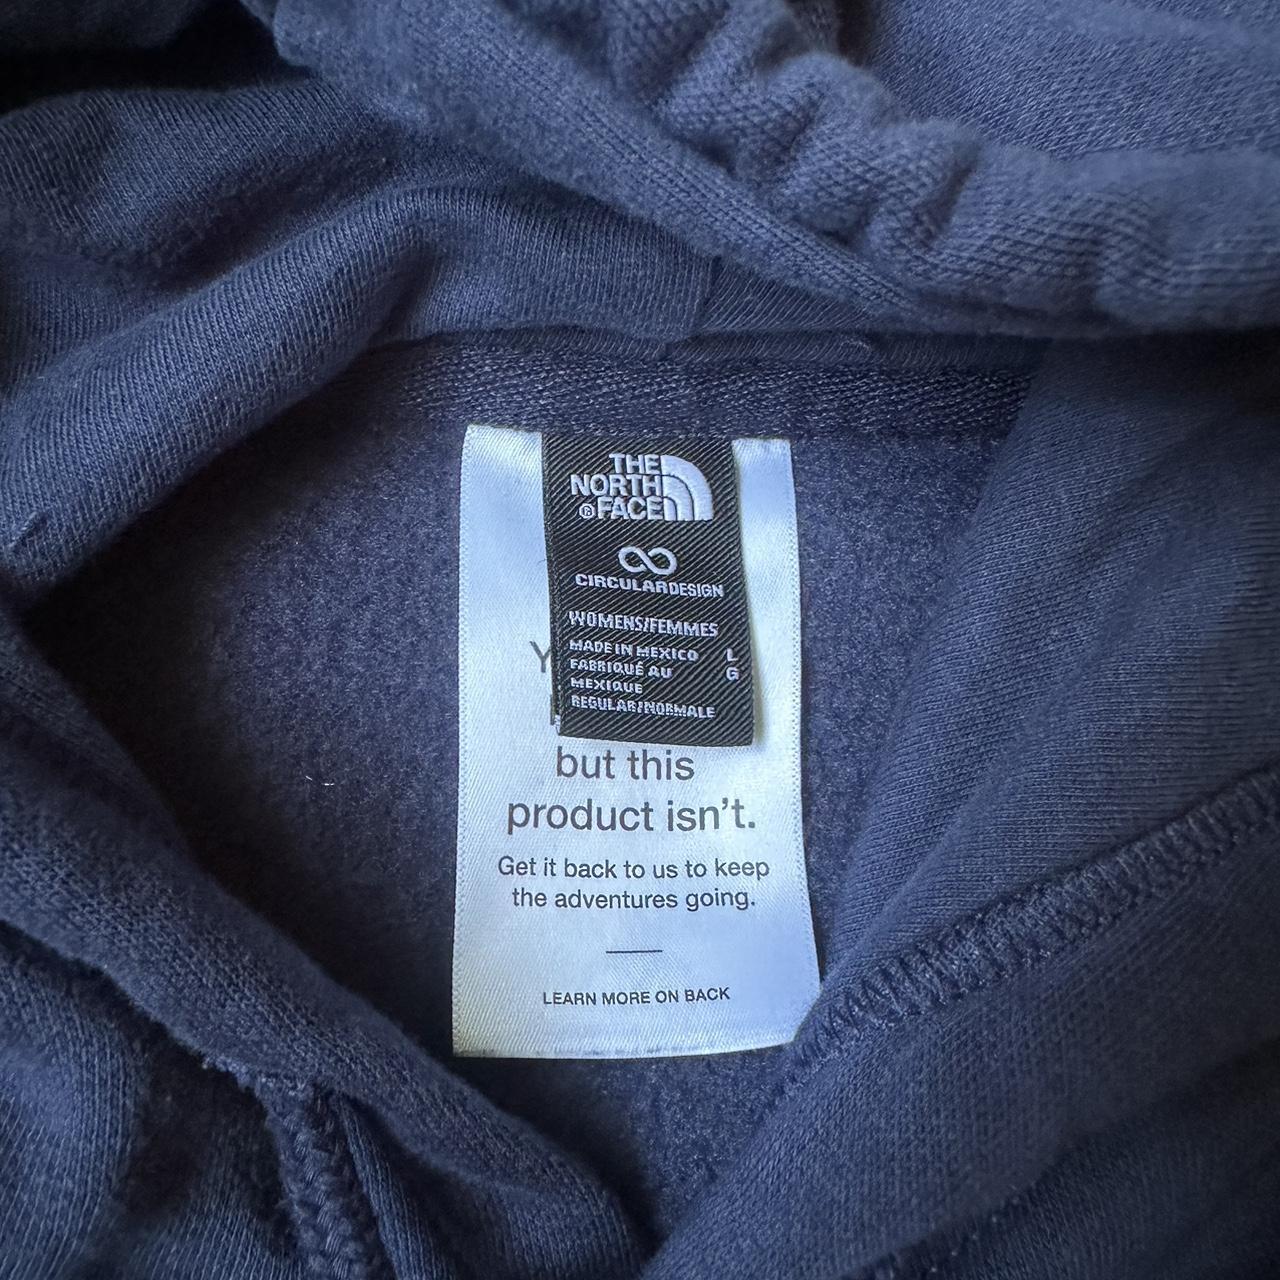 THE
NORTH
®FACE
CIRCULARDESIGN
WOMENS/FEMMES
MADE IN MEXICO L
FABRIQUÉ AU G
MEXIQUE
REGULAR/NORMALE
but this
product isn't.
Get it back to us to keep
the adventures going.
LEARN MORE ON BACK